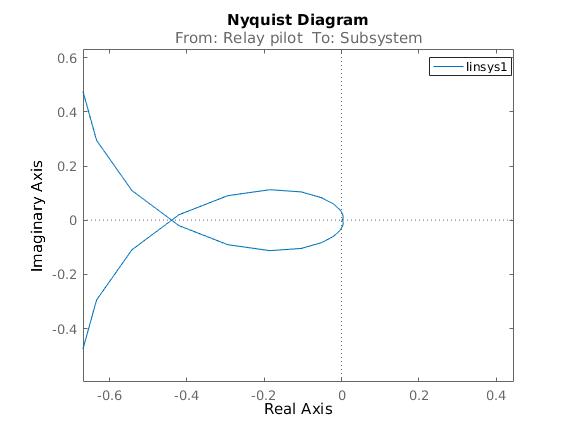 Nyquist Diagram
From: Relay pilot To: Subsystem
linsys1
0.6
0.4
0.2
0
-0.2
-0.4
Imaginary Axis
-0.6 -0.4 -0.2 0 0.2 0.4
Real Axis